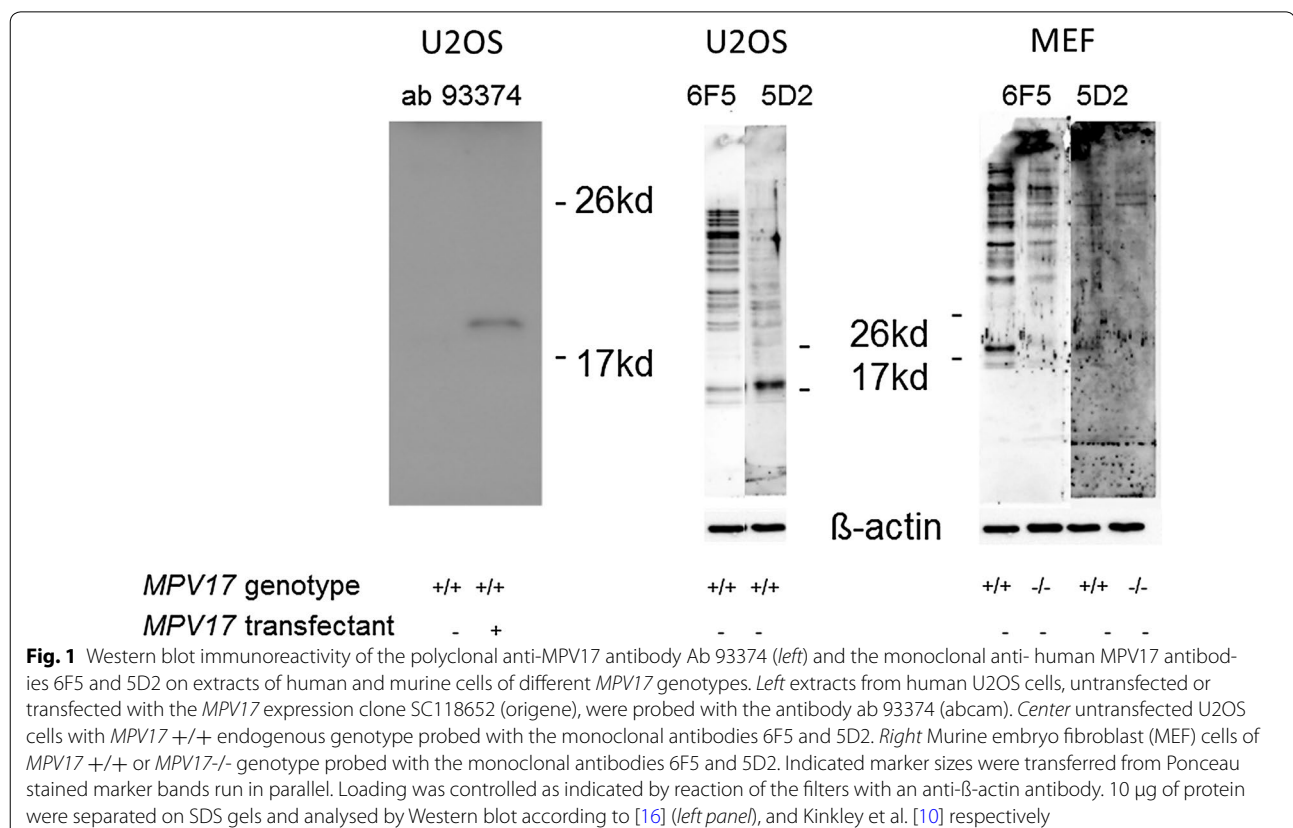 U2OS U2OS MEF
ab 93374 6F5 5D2 6F5 5D2
- 26kd
26kd
- 17kd
17kd
ß-actin
MPV17 genotype +/+ +/+ +/+ +/+ +/+ -/- +/+ -/-
MPV17 transfectant - + - - - - - -
Fig. 1 Western blot immunoreactivity of the polyclonal anti-MPV17 antibody Ab 93374 (left) and the monoclonal anti- human MPV17 antibod-
ies 6F5 and 5D2 on extracts of human and murine cells of different MPV17 genotypes. Left extracts from human U2OS cells, untransfected or
transfected with the MPV17 expression clone SC118652 (origene), were probed with the antibody ab 93374 (abcam). Center untransfected U2OS
cells with MPV17 +/+ endogenous genotype probed with the monoclonal antibodies 6F5 and 5D2. Right Murine embryo fibroblast (MEF) cells of
MPV17 +/+ or MPV17-/- genotype probed with the monoclonal antibodies 6F5 and 5D2. Indicated marker sizes were transferred from Ponceau
stained marker bands run in parallel. Loading was controlled as indicated by reaction of the filters with an anti-ß-actin antibody. 10 µg of protein
were separated on SDS gels and analysed by Western blot according to [16] (left panel), and Kinkley et al. [10] respectively